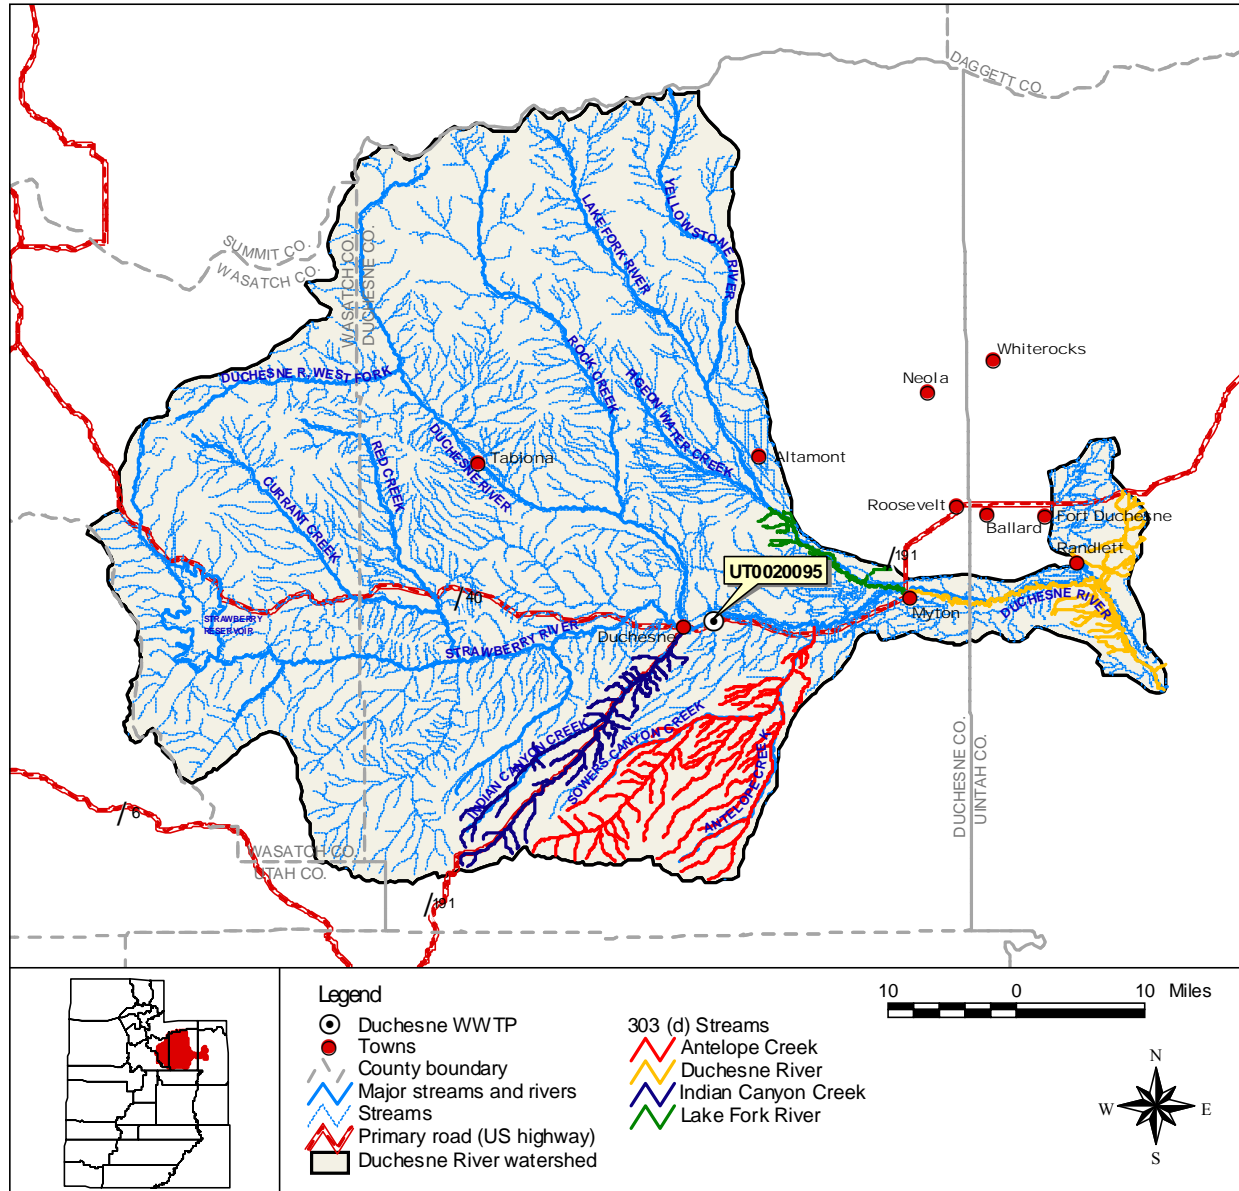 DAGGETT CO.
SUMMIT CO.
WASATCH CO.
WASATCH CO.
DUCHESNE CO.
YELLOWSTONE RIVER
LAKE FORK RIVER
ROCK CREEK
PIGEON WATER CREEK
DUCHESNE R. WEST FORK
DUCHESNE RIVER
RED CREEK
CURRANT CREEK
Whiterocks
Neola
Tabiona
Altamont
Roosevelt
Ballard
Fort Duchesne
Randlett
191
UT0020095
40
Myton
DUCHESNE RIVER
STRAWBERRY
RESERVOIR
STRAWBERRY RIVER
Duchesne
INDIAN CANYON CREEK
SOWERS CANYON CREEK
ANTELOPE CREEK
DUCHESNE CO.
UINTAH CO.
6
WASATCH CO.
UTAH CO.
191
Legend
Duchesne WWTP
Towns
County boundary
Major streams and rivers
Streams
Primary road (US highway)
Duchesne River watershed
303 (d) Streams
Antelope Creek
Duchesne River
Indian Canyon Creek
Lake Fork River
10 0 10 Miles
N
W E
S